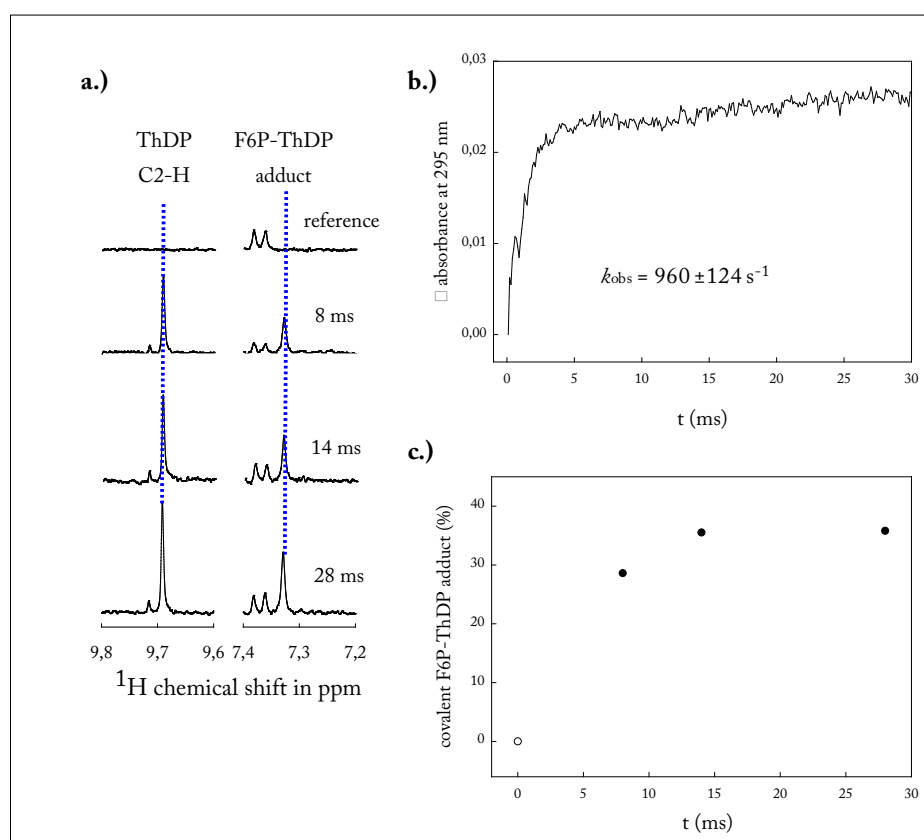 a.)
ThDP
C2-H
F6P-ThDP
adduct
reference
8 ms
14 ms
28 ms
9,8 9,7 9,6 7,4 7,3 7,2
¹H chemical shift in ppm
b.)
0,03
0,02
0,01
0,00
□ absorbance at 295 nm
kobs = 960 ±124 s⁻¹
0 5 10 15 20 25 30
t (ms)
c.)
40
30
20
10
0
covalent F6P-ThDP adduct (%)
0 5 10 15 20 25 30
t (ms)